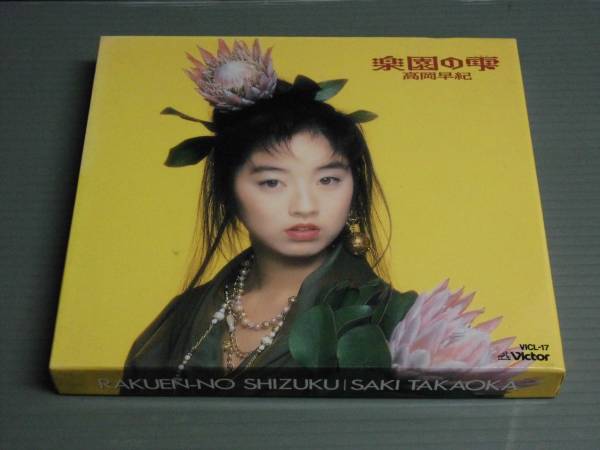 楽園の雫
高岡早紀
VICL-17
Victor
RAKUEN-NO SHIZUKU | SAKI TAKAOKA